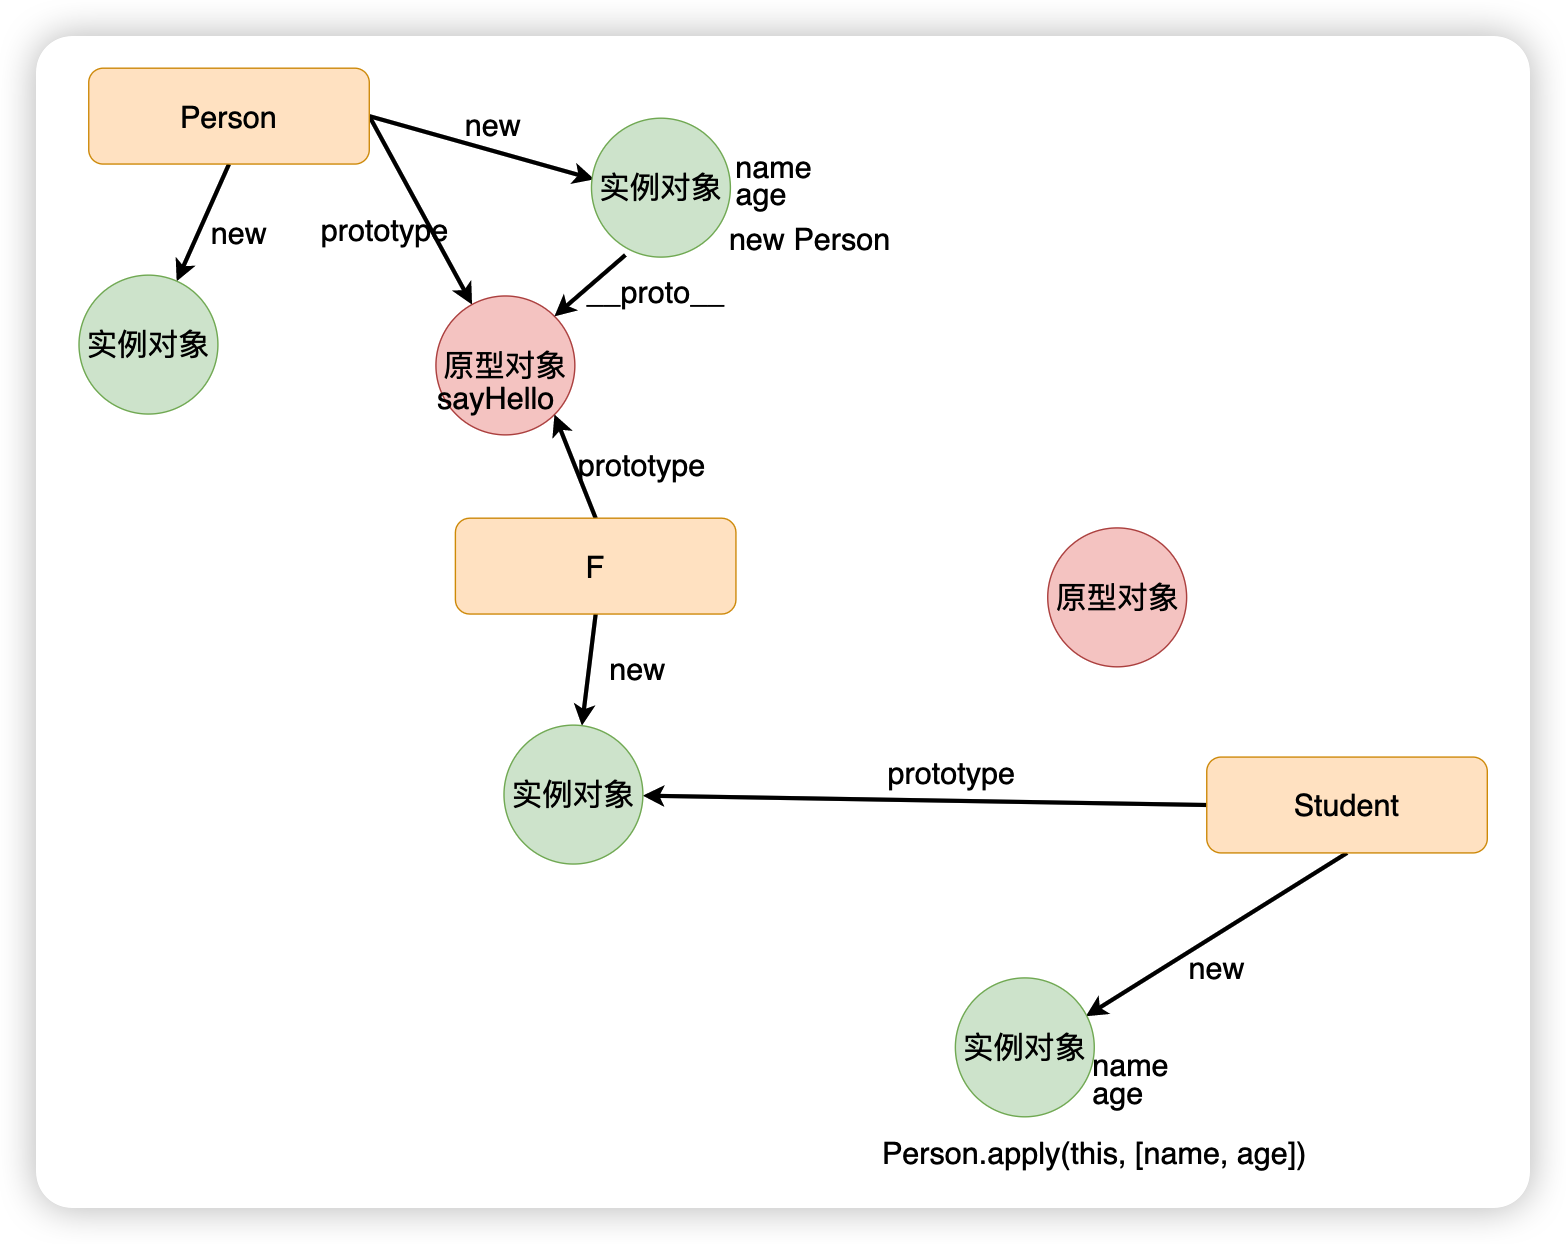 Person
new
实例对象
name
age
new Person
new
prototype
__proto__
实例对象
原型对象
sayHello
prototype
F
原型对象
new
实例对象
prototype
Student
new
实例对象
name
age
Person.apply(this, [name, age])